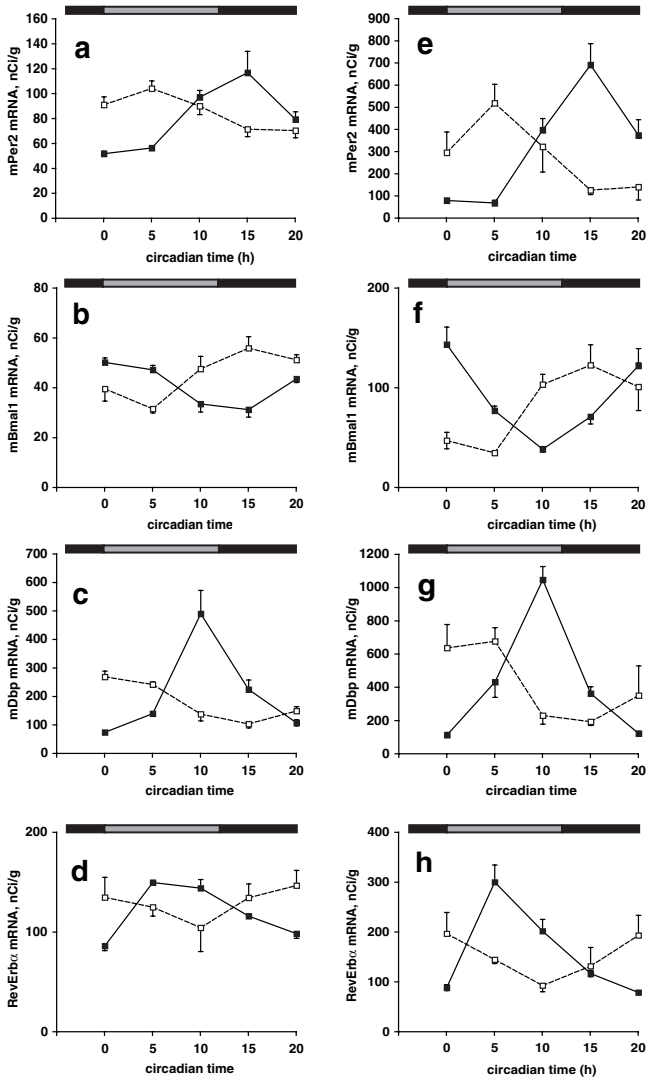 a
mPer2 mRNA, nCi/g
160
140
120
100
80
60
40
20
0
0 5 10 15 20
circadian time (h)
e
mPer2 mRNA, nCi/g
900
800
700
600
500
400
300
200
100
0
0 5 10 15 20
circadian time
b
mBmal1 mRNA, nCi/g
80
60
40
20
0
0 5 10 15 20
circadian time
f
mBmal1 mRNA, nCi/g
200
100
0
0 5 10 15 20
circadian time (h)
c
mDbp mRNA, nCi/g
700
600
500
400
300
200
100
0
0 5 10 15 20
circadian time
g
mDbp mRNA, nCi/g
1200
1000
800
600
400
200
0
0 5 10 15 20
circadian time
d
RevErbα mRNA, nCi/g
200
100
0
0 5 10 15 20
circadian time
h
RevErbα mRNA, nCi/g
400
300
200
100
0
0 5 10 15 20
circadian time (h)